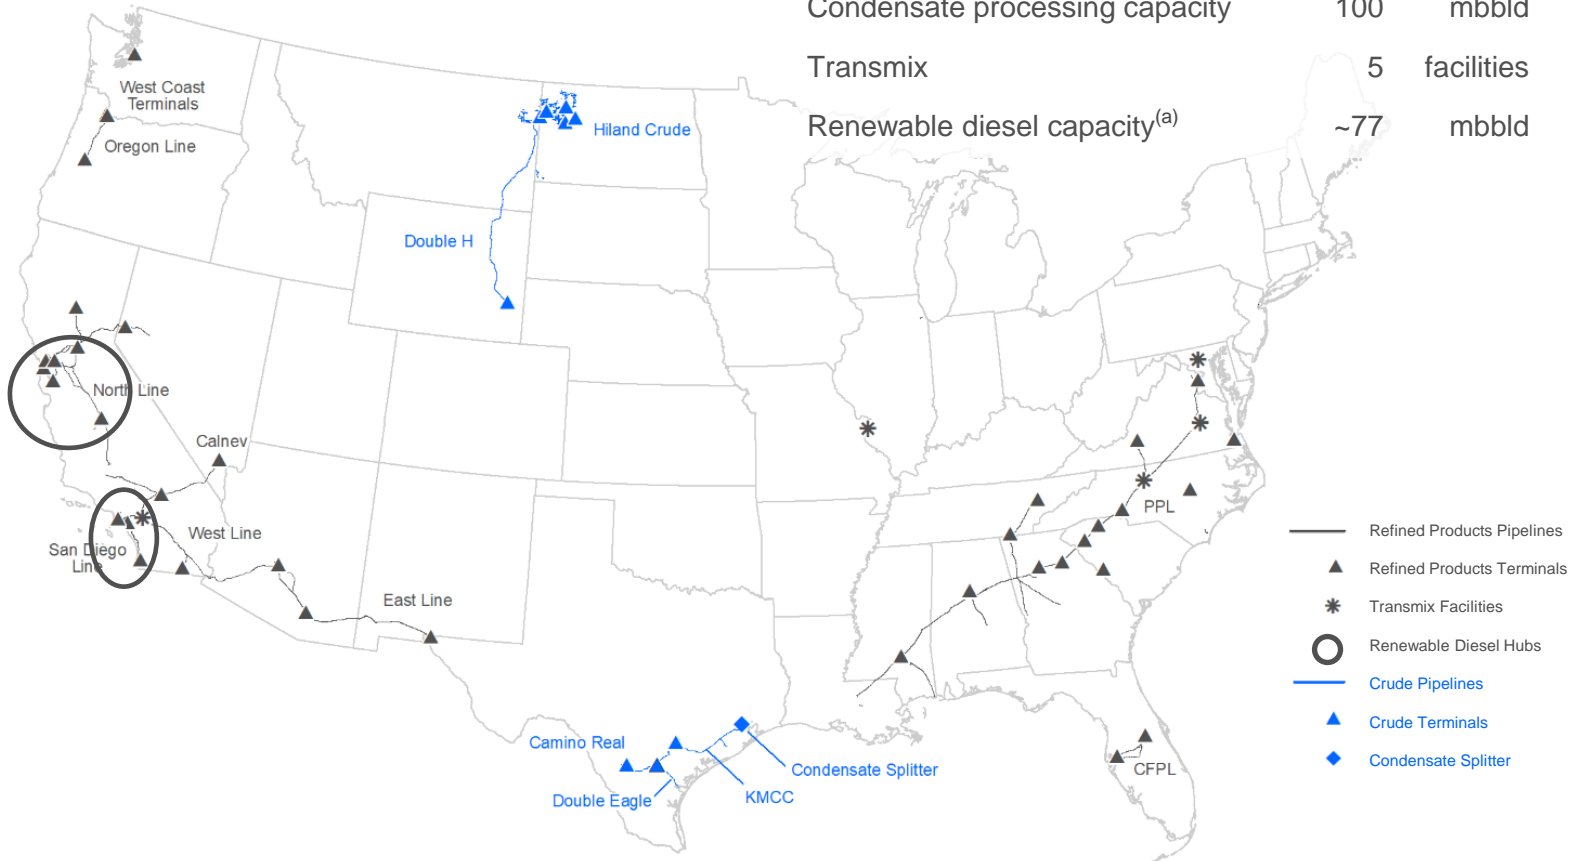 Condensate processing capacity 100 mbbld
Transmix 5 facilities
Renewable diesel capacity(a) ~77 mbbld
West Coast
Terminals
Oregon Line
Hiland Crude
Double H
North Line
Calnev
West Line
San Diego
Line
East Line
PPL
Camino Real
Double Eagle
KMCC
Condensate Splitter
CFPL
Refined Products Pipelines
Refined Products Terminals
Transmix Facilities
Renewable Diesel Hubs
Crude Pipelines
Crude Terminals
Condensate Splitter